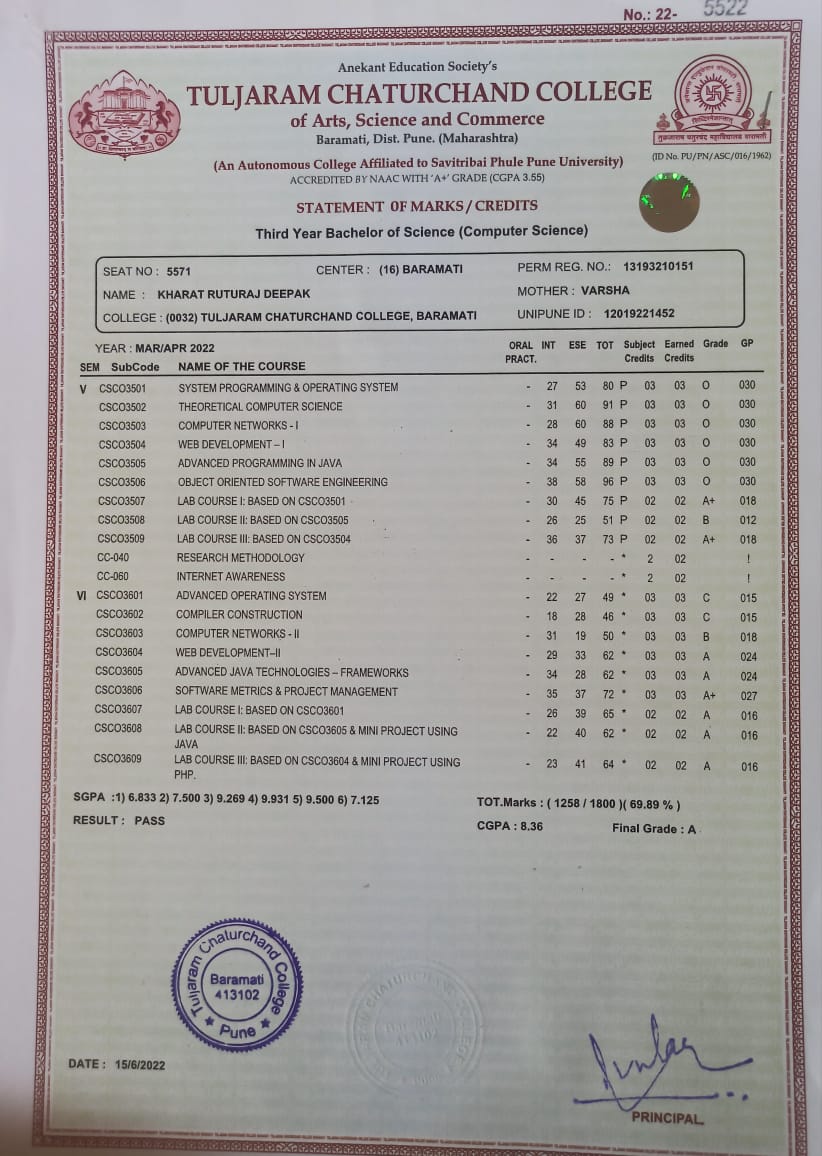 No.: 22- 5522
Anekant Education Society's
TULJARAM CHATURCHAND COLLEGE
of Arts, Science and Commerce
Baramati, Dist. Pune. (Maharashtra)
(An Autonomous College Affiliated to Savitribai Phule Pune University)
(ID No. PU/PN/ASC/016/1962)
ACCREDITED BY NAAC WITH 'A+' GRADE (CGPA 3.55)
STATEMENT OF MARKS / CREDITS
Third Year Bachelor of Science (Computer Science)
SEAT NO : 5571 CENTER : (16) BARAMATI PERM REG. NO.: 13193210151
NAME : KHARAT RUTURAJ DEEPAK MOTHER : VARSHA
COLLEGE : (0032) TULJARAM CHATURCHAND COLLEGE, BARAMATI UNIPUNE ID : 12019221452
YEAR : MAR/APR 2022 ORAL INT ESE TOT Subject Earned Grade GP
SEM SubCode NAME OF THE COURSE PRACT. Credits Credits
V CSCO3501 SYSTEM PROGRAMMING & OPERATING SYSTEM - 27 53 80 P 03 03 O 030
CSCO3502 THEORETICAL COMPUTER SCIENCE - 31 60 91 P 03 03 O 030
CSCO3503 COMPUTER NETWORKS - I - 28 60 88 P 03 03 O 030
CSCO3504 WEB DEVELOPMENT – I - 34 49 83 P 03 03 O 030
CSCO3505 ADVANCED PROGRAMMING IN JAVA - 34 55 89 P 03 03 O 030
CSCO3506 OBJECT ORIENTED SOFTWARE ENGINEERING - 38 58 96 P 03 03 O 030
CSCO3507 LAB COURSE I: BASED ON CSCO3501 - 30 45 75 P 02 02 A+ 018
CSCO3508 LAB COURSE II: BASED ON CSCO3505 - 26 25 51 P 02 02 B 012
CSCO3509 LAB COURSE III: BASED ON CSCO3504 - 36 37 73 P 02 02 A+ 018
CC-040 RESEARCH METHODOLOGY - - - - * 2 02 !
CC-060 INTERNET AWARENESS - - - - * 2 02 !
VI CSCO3601 ADVANCED OPERATING SYSTEM - 22 27 49 * 03 03 C 015
CSCO3602 COMPILER CONSTRUCTION - 18 28 46 * 03 03 C 015
CSCO3603 COMPUTER NETWORKS - II - 31 19 50 * 03 03 B 018
CSCO3604 WEB DEVELOPMENT–II - 29 33 62 * 03 03 A 024
CSCO3605 ADVANCED JAVA TECHNOLOGIES – FRAMEWORKS - 34 28 62 * 03 03 A 024
CSCO3606 SOFTWARE METRICS & PROJECT MANAGEMENT - 35 37 72 * 03 03 A+ 027
CSCO3607 LAB COURSE I: BASED ON CSCO3601 - 26 39 65 * 02 02 A 016
CSCO3608 LAB COURSE II: BASED ON CSCO3605 & MINI PROJECT USING - 22 40 62 * 02 02 A 016
JAVA
CSCO3609 LAB COURSE III: BASED ON CSCO3604 & MINI PROJECT USING - 23 41 64 * 02 02 A 016
PHP.
SGPA :1) 6.833 2) 7.500 3) 9.269 4) 9.931 5) 9.500 6) 7.125 TOT.Marks : ( 1258 / 1800 )( 69.89 % )
RESULT : PASS CGPA : 8.36 Final Grade : A
Tuljaram Chaturchand College
Baramati
413102
★ Pune ★
DATE : 15/6/2022
PRINCIPAL